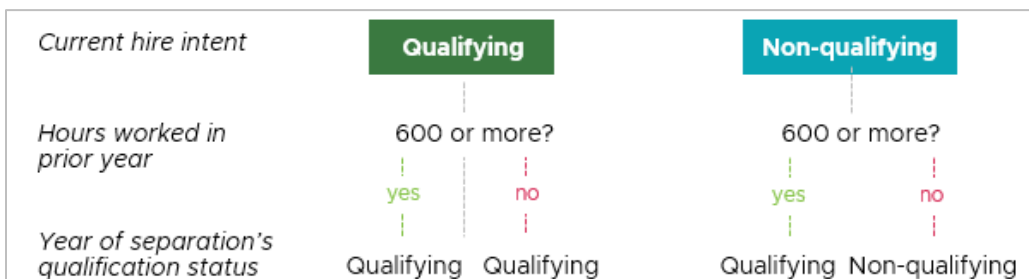 Current hire intent
Qualifying
Non-qualifying
Hours worked in
prior year
600 or more?
600 or more?
yes
no
yes
no
Year of separation's
qualification status
Qualifying
Qualifying
Qualifying
Non-qualifying